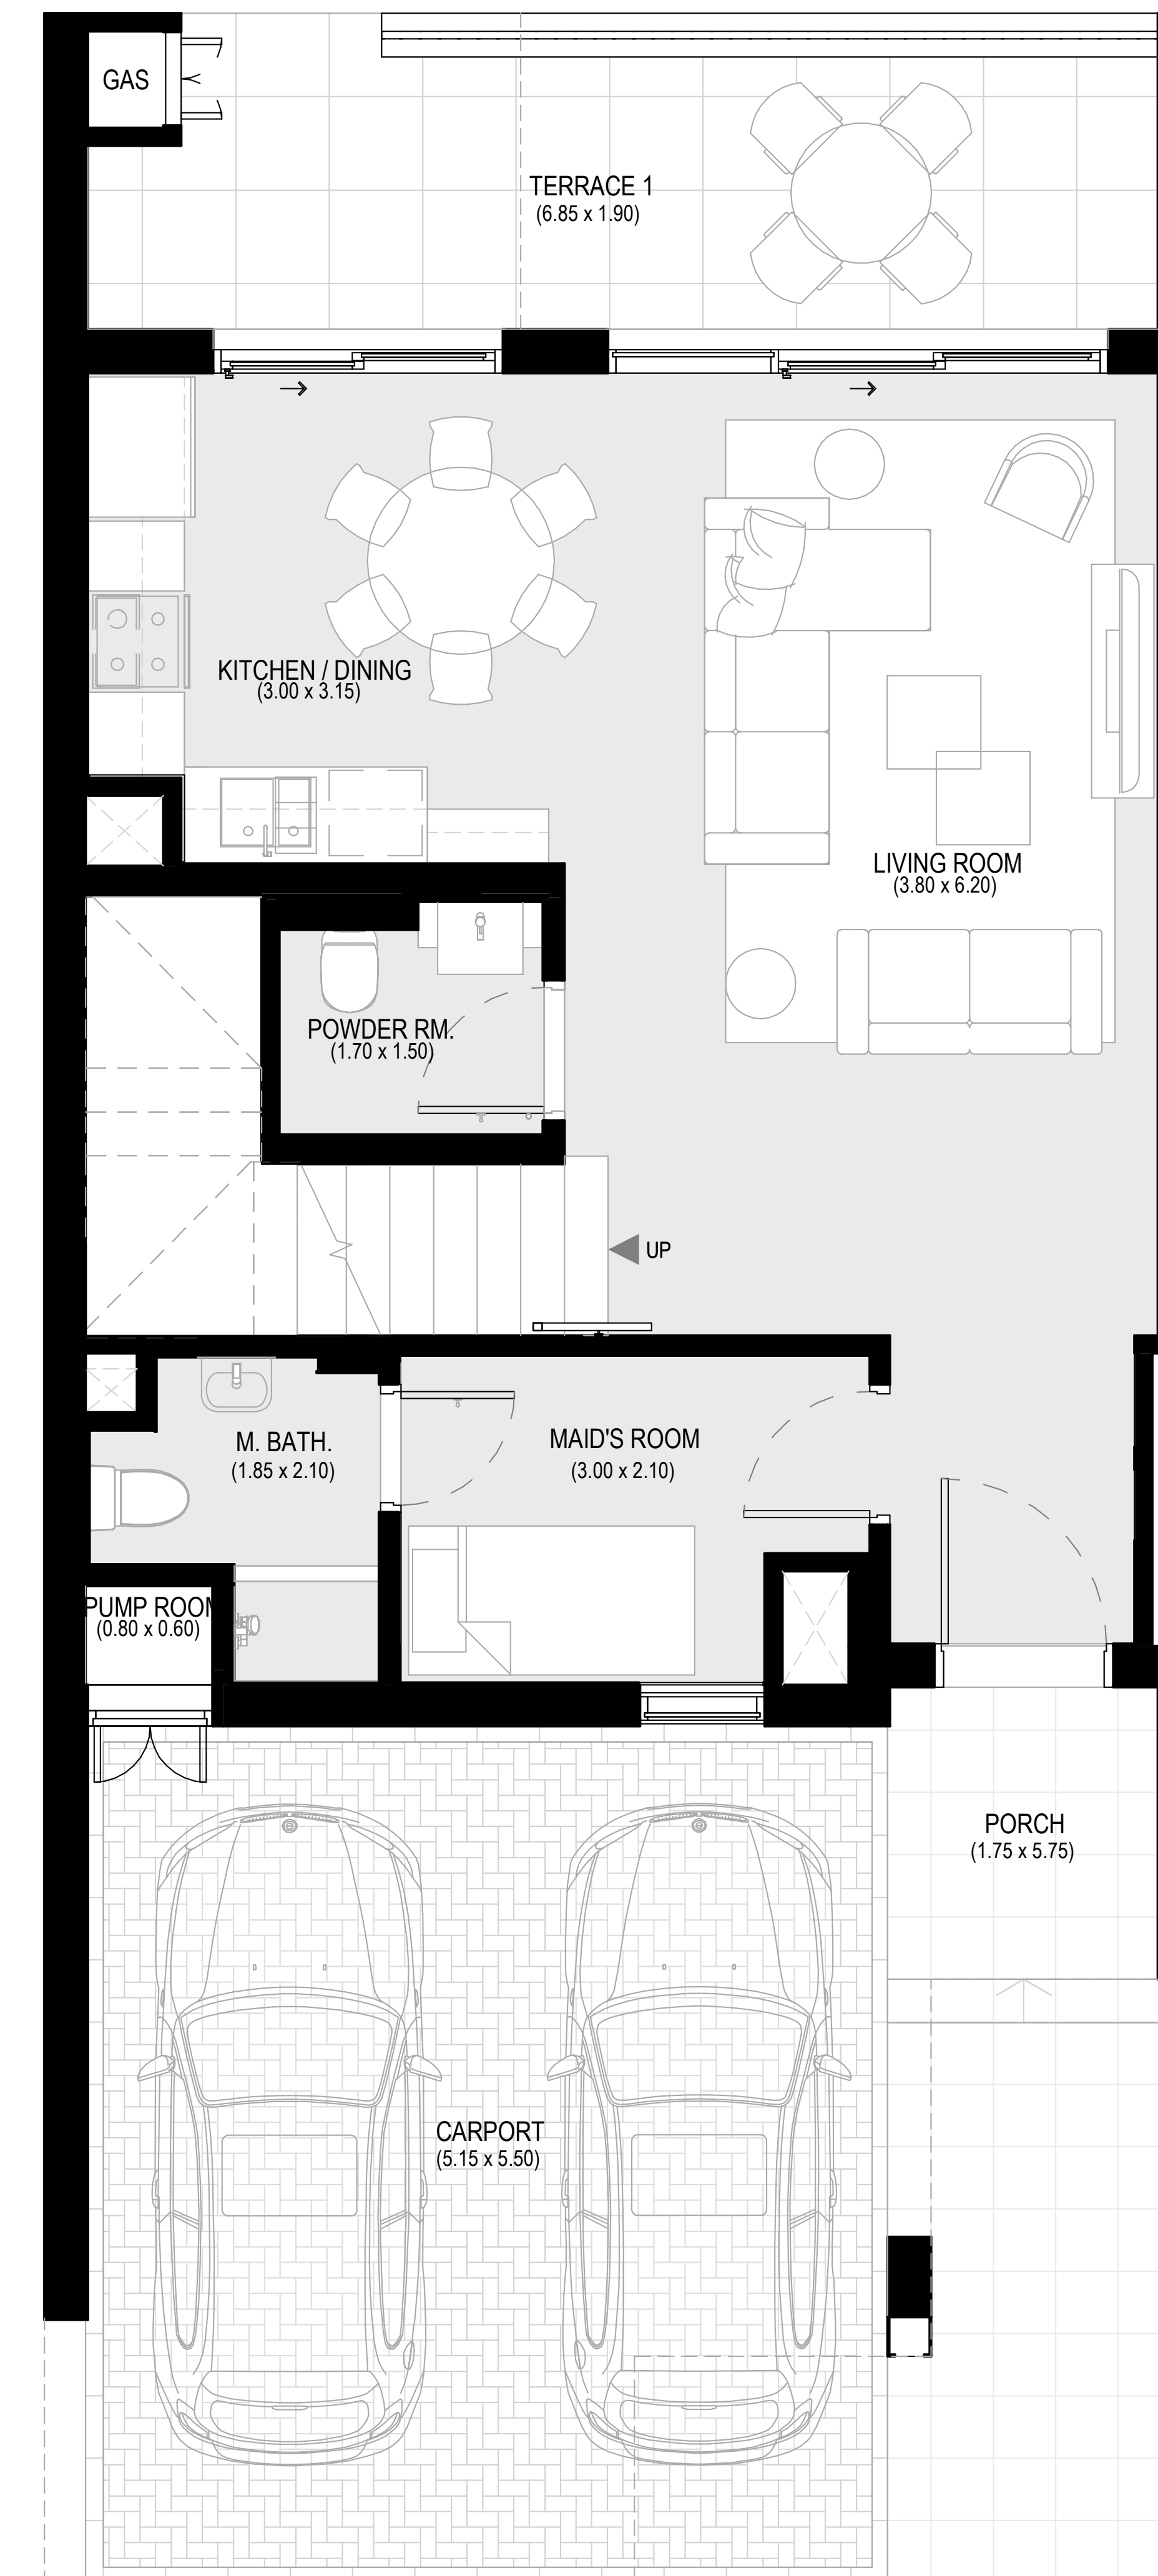 GAS
TERRACE 1
(6.85 x 1.90)
KITCHEN / DINING
(3.00 x 3.15)
LIVING ROOM
(3.80 x 6.20)
POWDER RM.
(1.70 x 1.50)
UP
M. BATH.
(1.85 x 2.10)
MAID'S ROOM
(3.00 x 2.10)
PUMP ROOM
(0.80 x 0.60)
PORCH
(1.75 x 5.75)
CARPORT
(5.15 x 5.50)